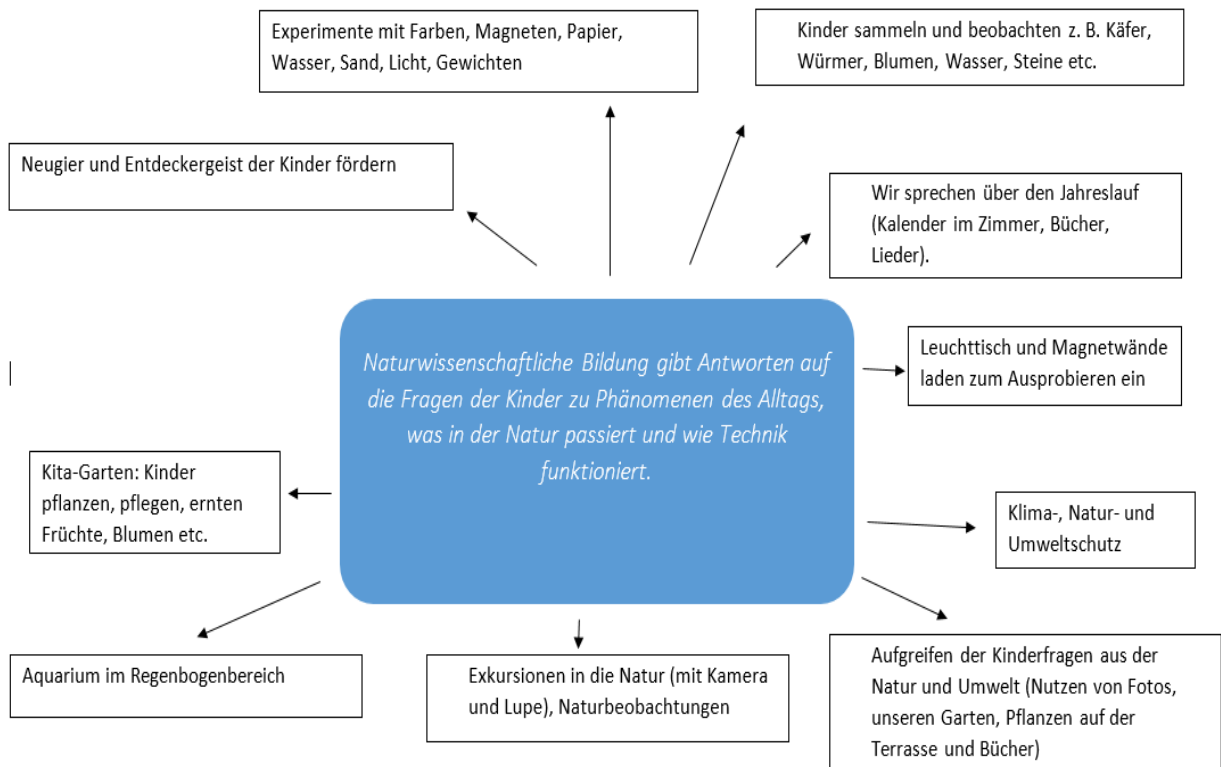 Experimente mit Farben, Magneten, Papier,
Wasser, Sand, Licht, Gewichten
Kinder sammeln und beobachten z. B. Käfer,
Würmer, Blumen, Wasser, Steine etc.
Neugier und Entdeckergeist der Kinder fördern
Wir sprechen über den Jahreslauf
(Kalender im Zimmer, Bücher,
Lieder).
Naturwissenschaftliche Bildung gibt Antworten auf
die Fragen der Kinder zu Phänomenen des Alltags,
was in der Natur passiert und wie Technik
funktioniert.
Leuchttisch und Magnetwände
laden zum Ausprobieren ein
Kita-Garten: Kinder
pflanzen, pflegen, ernten
Früchte, Blumen etc.
Klima-, Natur- und
Umweltschutz
Aquarium im Regenbogenbereich
Exkursionen in die Natur (mit Kamera
und Lupe), Naturbeobachtungen
Aufgreifen der Kinderfragen aus der
Natur und Umwelt (Nutzen von Fotos,
unseren Garten, Pflanzen auf der
Terrasse und Bücher)